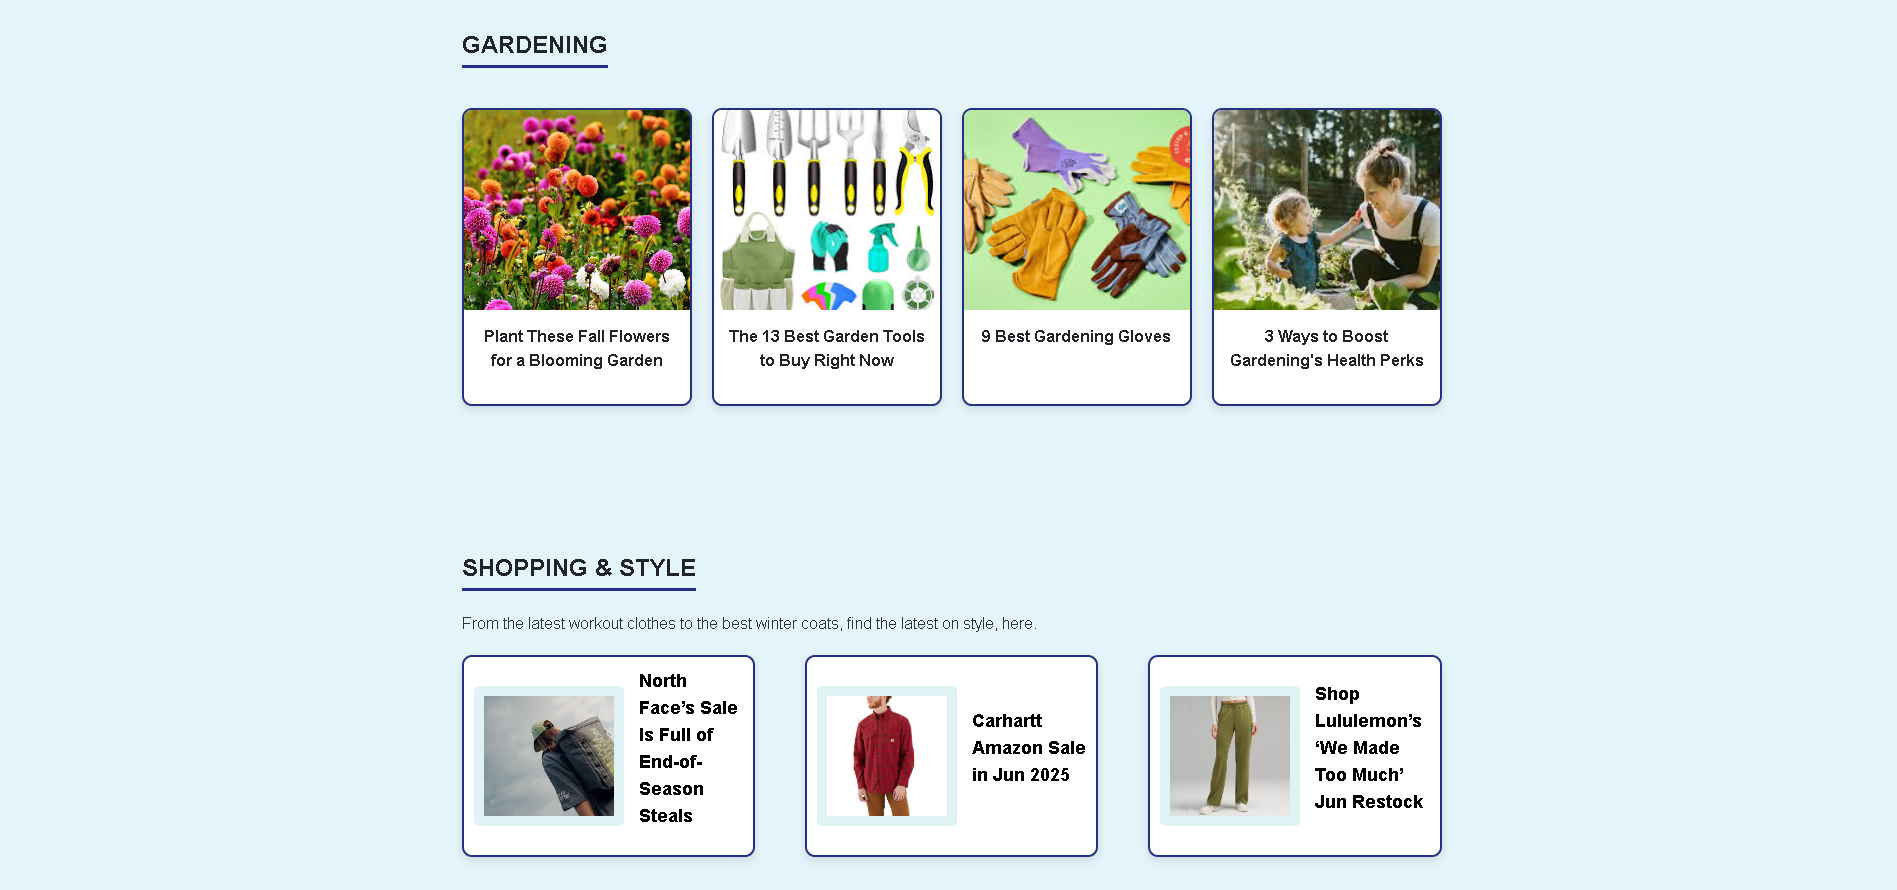 GARDENING
Plant These Fall Flowers
for a Blooming Garden
The 13 Best Garden Tools
to Buy Right Now
9 Best Gardening Gloves
3 Ways to Boost
Gardening's Health Perks
SHOPPING & STYLE
From the latest workout clothes to the best winter coats, find the latest on style, here.
North
Face’s Sale
Is Full of
End-of-
Season
Steals
Carhartt
Amazon Sale
in Jun 2025
Shop
Lululemon’s
‘We Made
Too Much’
Jun Restock